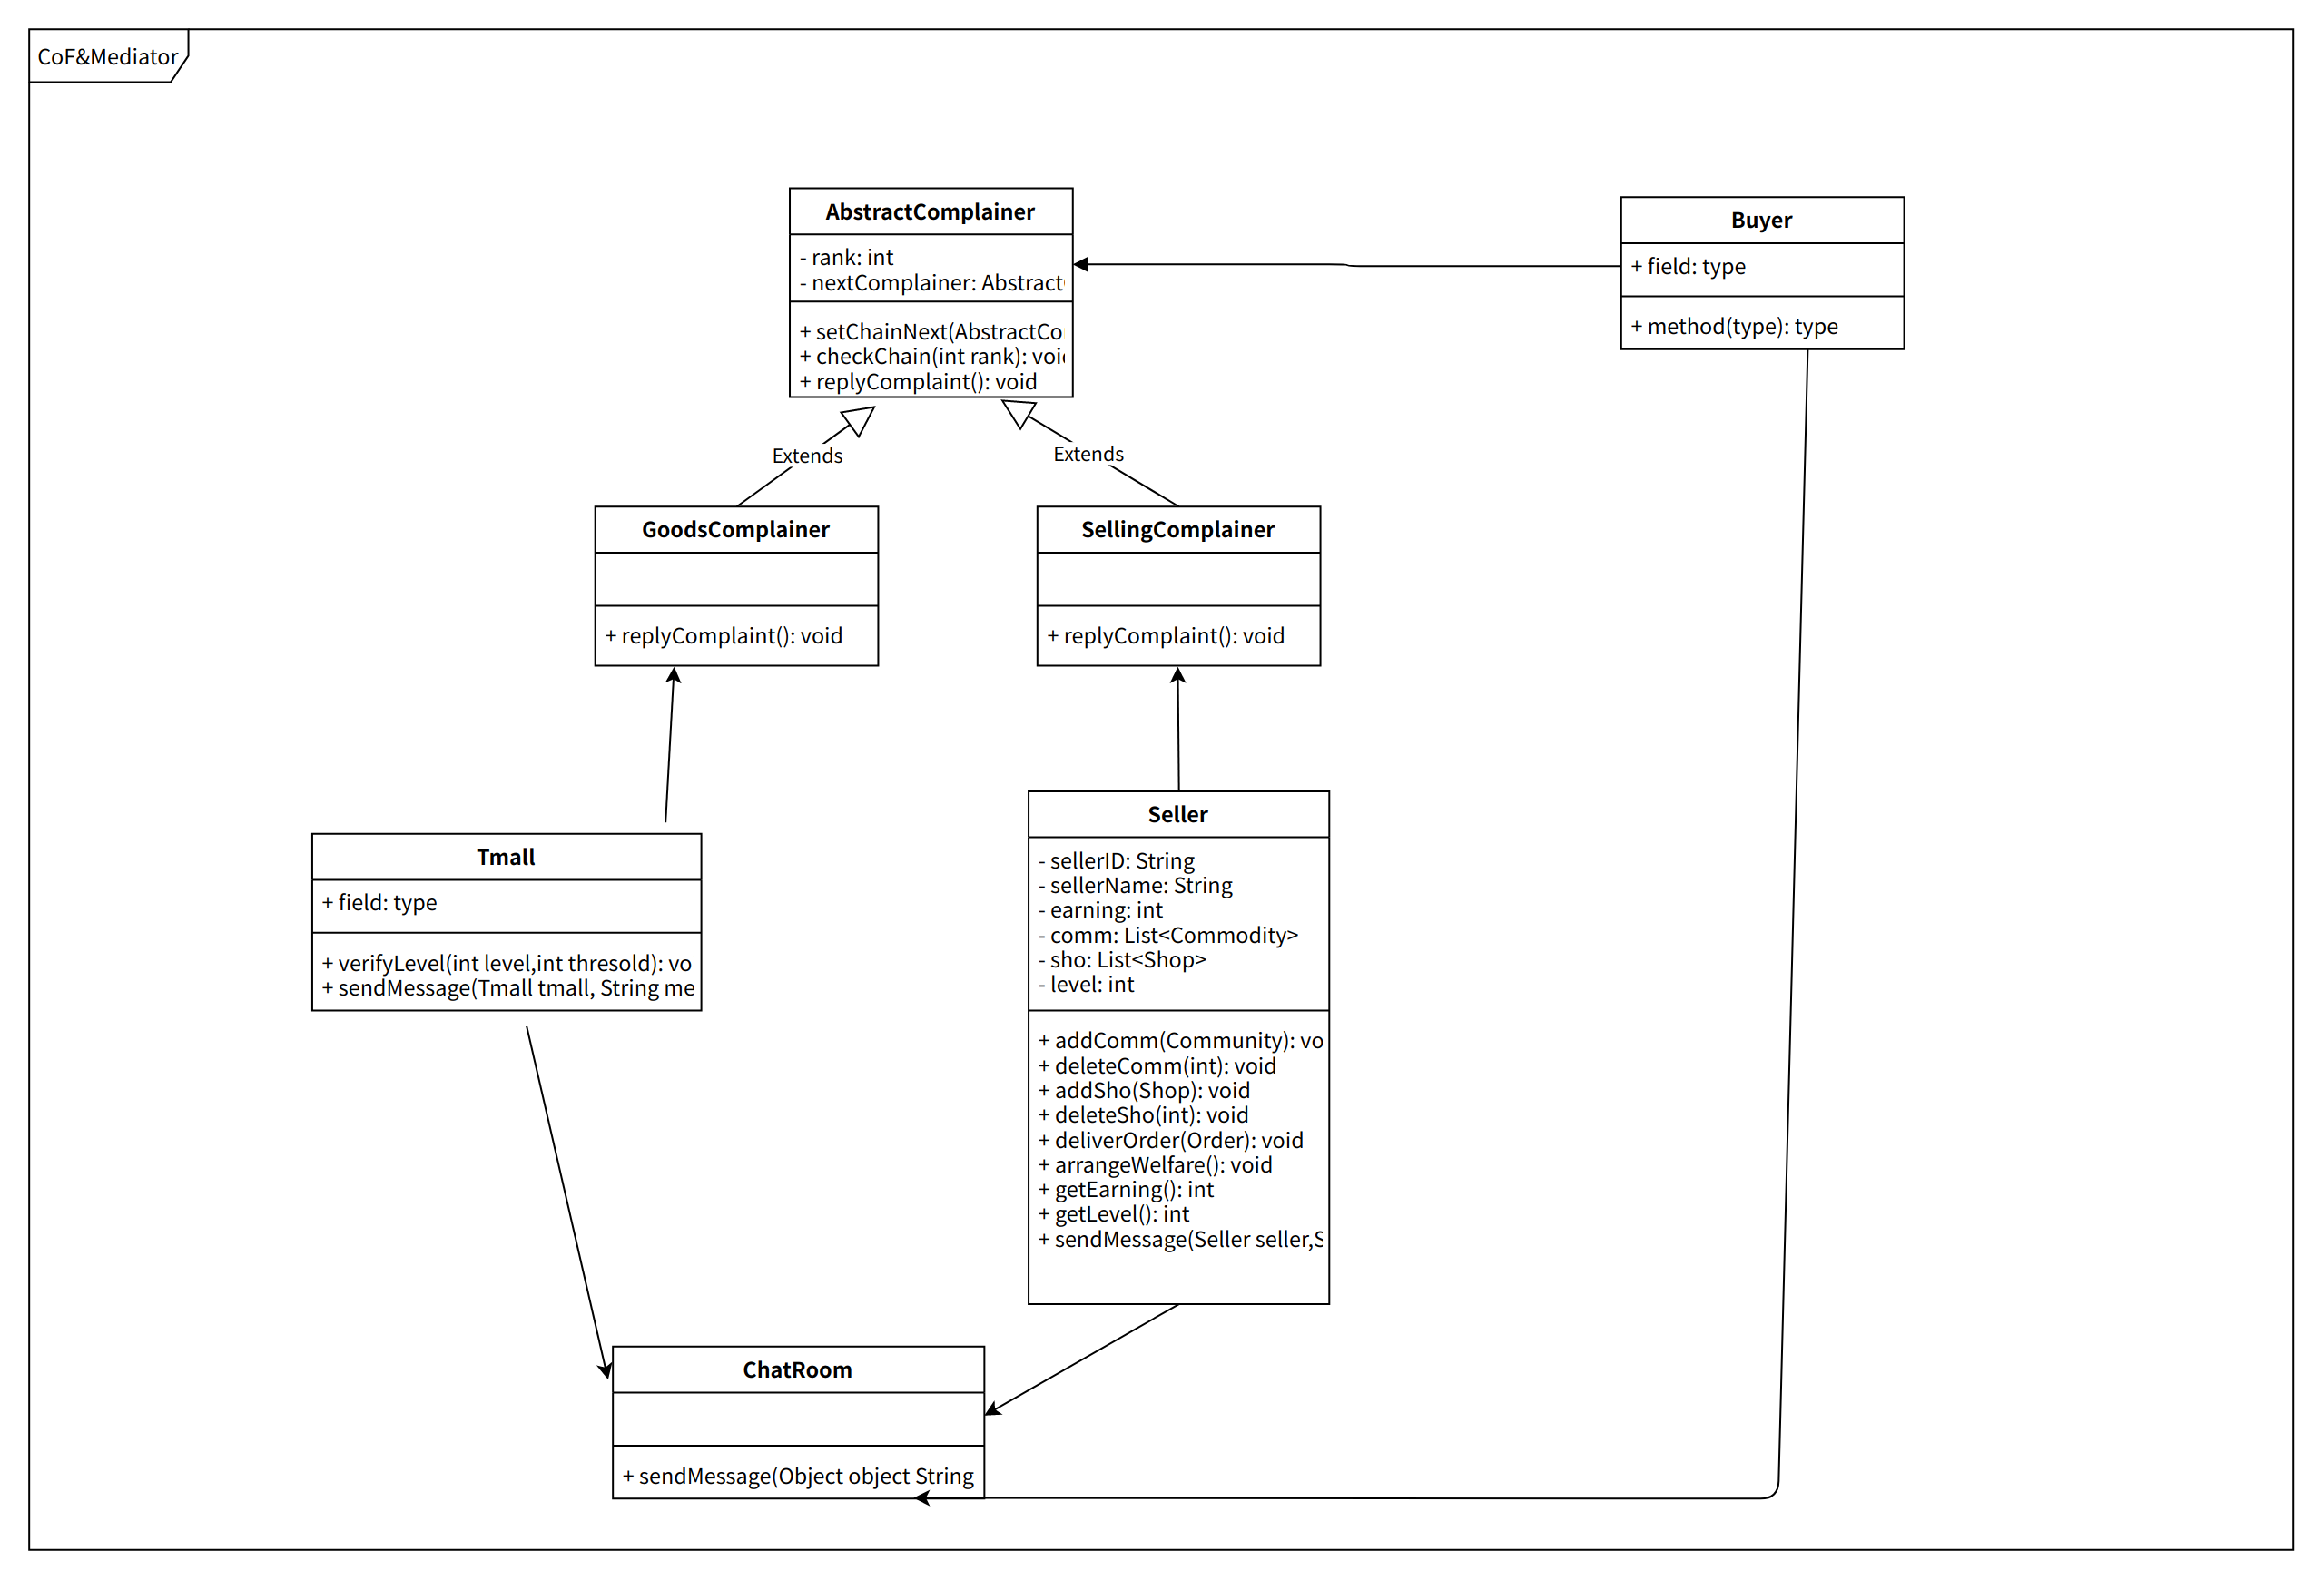 CoF&Mediator
AbstractComplainer
- rank: int
- nextComplainer: Abstract
+ setChainNext(AbstractCo
+ checkChain(int rank): voi
+ replyComplaint(): void
Buyer
+ field: type
+ method(type): type
Extends
Extends
GoodsComplainer
+ replyComplaint(): void
SellingComplainer
+ replyComplaint(): void
Tmall
+ field: type
+ verifyLevel(int level,int thresold): voi
+ sendMessage(Tmall tmall, String me
Seller
- sellerID: String
- sellerName: String
- earning: int
- comm: List<Commodity>
- sho: List<Shop>
- level: int
+ addComm(Community): vo
+ deleteComm(int): void
+ addSho(Shop): void
+ deleteSho(int): void
+ deliverOrder(Order): void
+ arrangeWelfare(): void
+ getEarning(): int
+ getLevel(): int
+ sendMessage(Seller seller,S
ChatRoom
+ sendMessage(Object object String